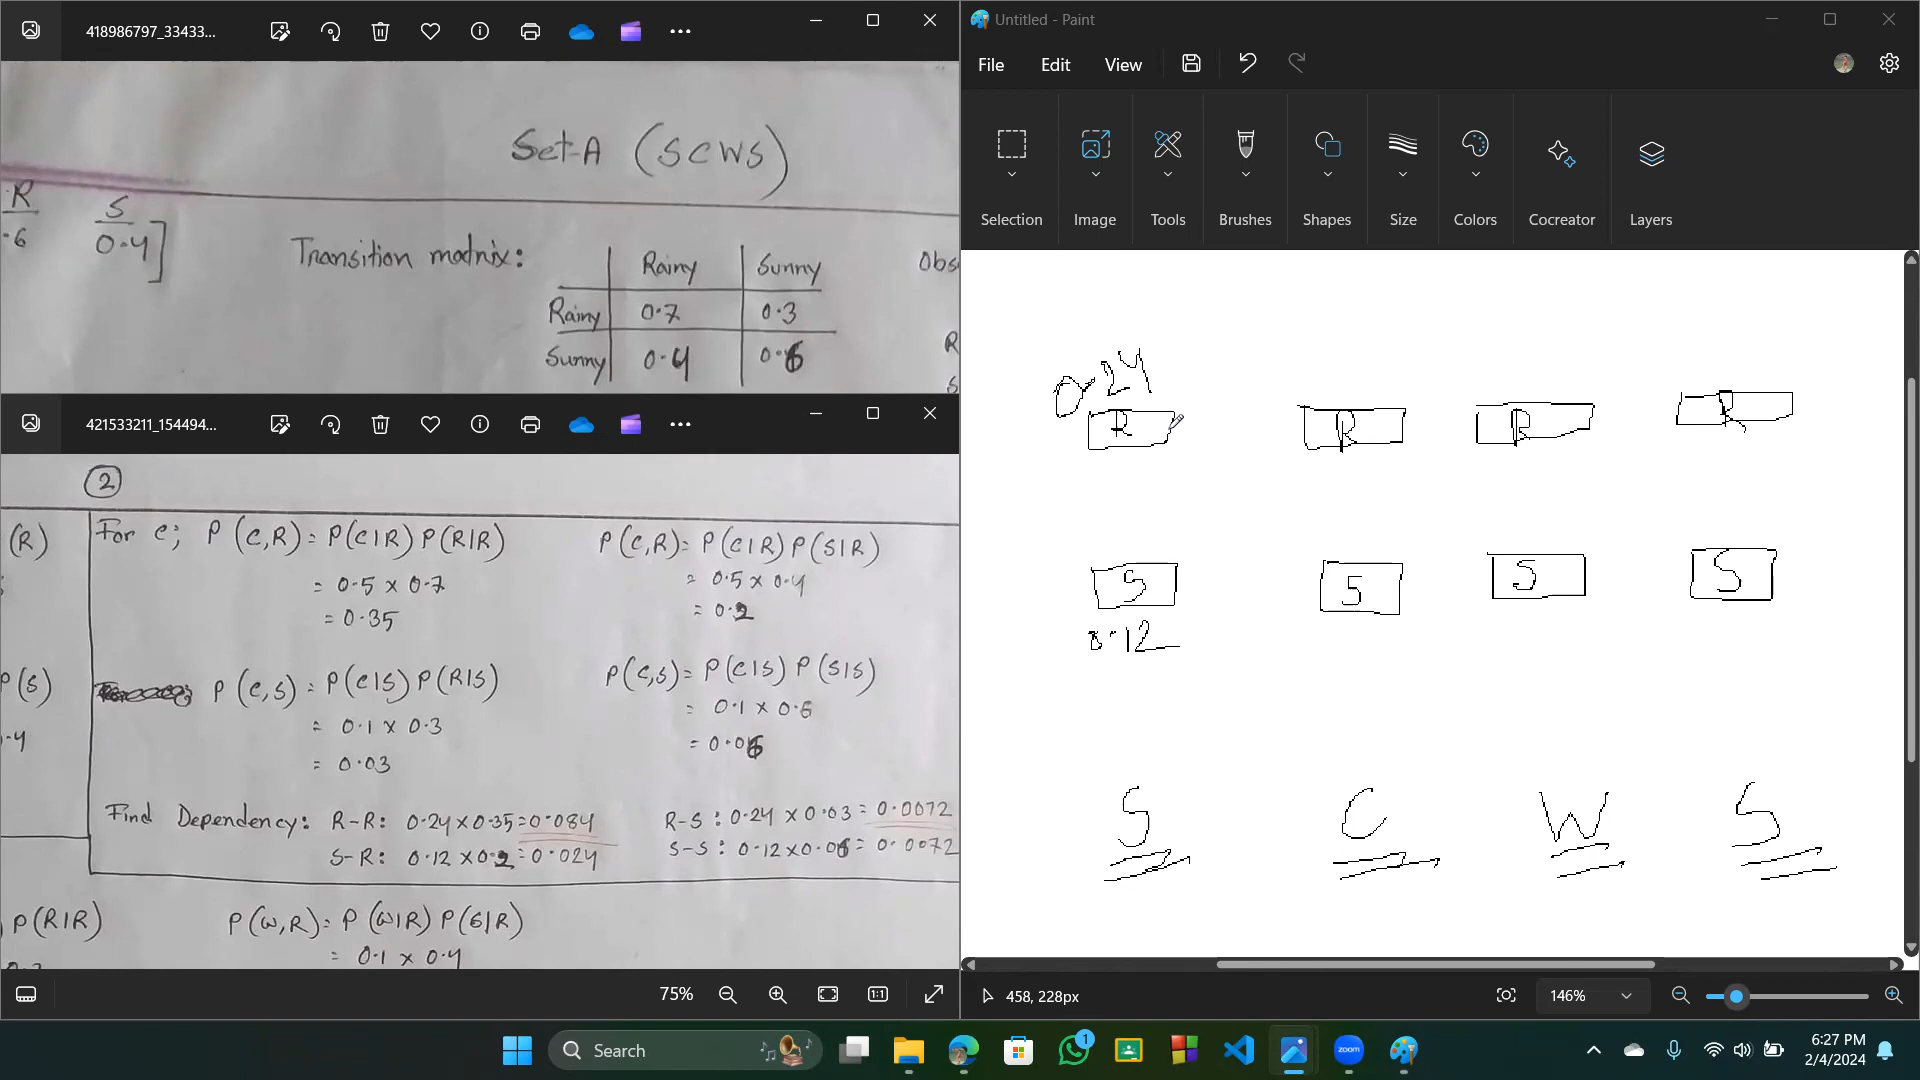 418986797_33433...
Set-A (SCWS)
R
S
.6
0.4]
Transition matrix:
Rainy
Sunny
Obs
Rainy
0.7
0.3
Sunny
0.4
0.6
R
421533211_154494...
2
(R)
For C; P(C,R) = P(C|R) P(R|R)
= 0.5 x 0.7
= 0.35
P(C,R) = P(C|R) P(S|R)
= 0.5 x 0.4
= 0.2
P(S)
.4
P(C,S) = P(C|S) P(R|S)
= 0.1 x 0.3
= 0.03
P(C,S) = P(C|S) P(S|S)
= 0.1 x 0.6
= 0.06
Find Dependency: R-R: 0.24 x 0.35 = 0.084
S-R: 0.12 x 0.2 = 0.024
R-S: 0.24 x 0.03 = 0.0072
S-S: 0.12 x 0.06 = 0.0072
P(R|R)
P(W,R) = P(W|R) P(S|R)
= 0.1 x 0.4
75%
1:1
Untitled - Paint
File
Edit
View
Selection
Image
Tools
Brushes
Shapes
Size
Colors
Cocreator
Layers
0.24
R
R
R
R
S
S
S
S
0.12
S
C
W
S
458, 228px
146%
Search
1
zoom
6:27 PM
2/4/2024